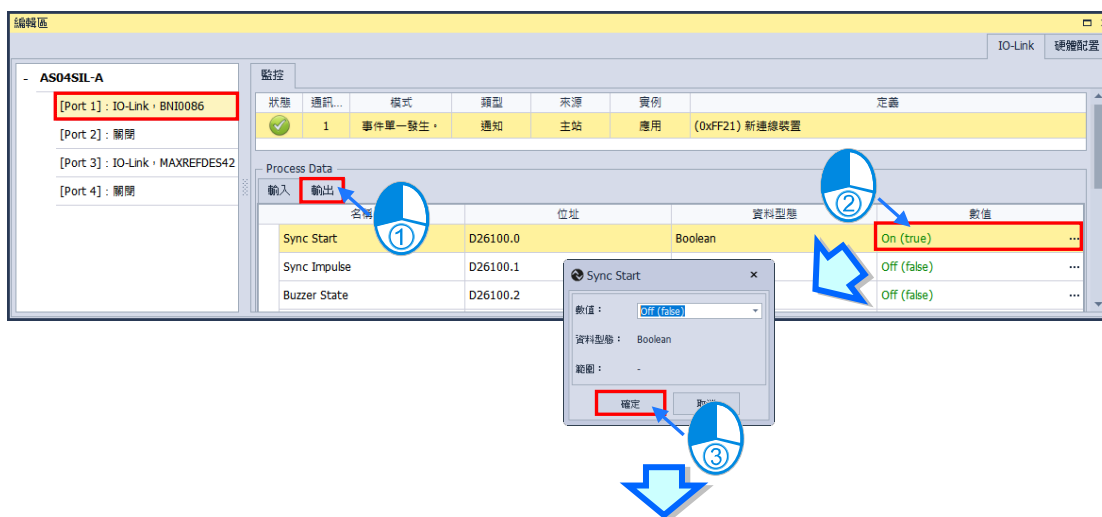 編輯區
IO-Link 硬體配置
- AS04SIL-A
[Port 1]：IO-Link，BNI0086
[Port 2]：關閉
[Port 3]：IO-Link，MAXREFDES42
[Port 4]：關閉
監控
狀態 通訊... 模式 類型 來源 實例 定義
1 事件單一發生， 通知 主站 應用 (0xFF21) 新連線裝置
Process Data
輸入 輸出
名稱 位址 資料型態 數值
Sync Start D26100.0 Boolean On (true) ...
Sync Impulse D26100.1 Off (false) ...
Buzzer State D26100.2 Off (false) ...
①
②
Sync Start ×
數值： Off (false)
資料型態： Boolean
範圍： -
確定
③